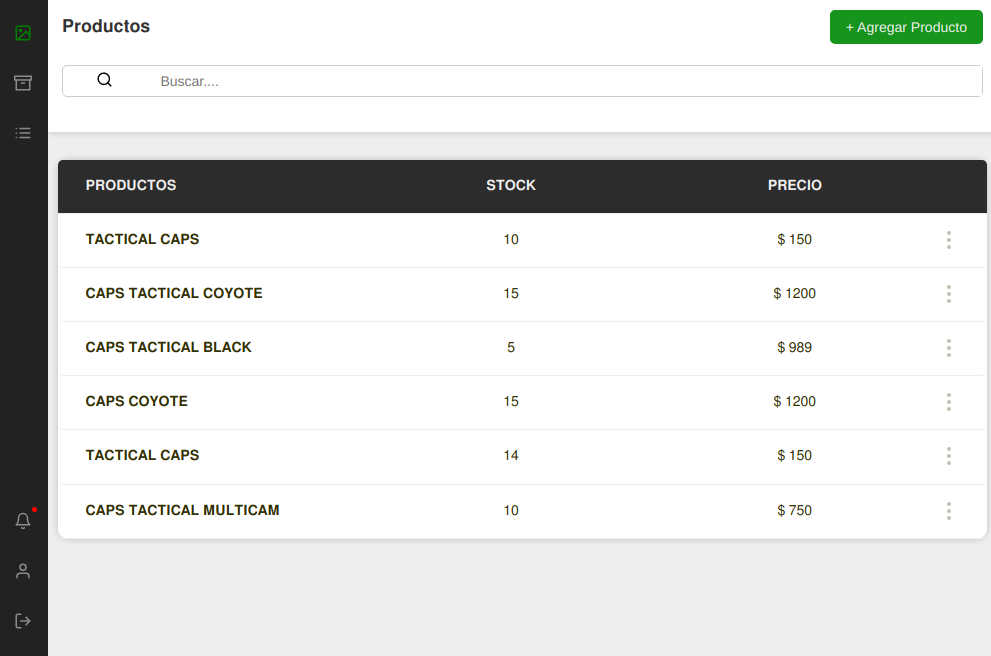 Productos
+ Agregar Producto
Buscar....
PRODUCTOS STOCK PRECIO
TACTICAL CAPS 10 $ 150
CAPS TACTICAL COYOTE 15 $ 1200
CAPS TACTICAL BLACK 5 $ 989
CAPS COYOTE 15 $ 1200
TACTICAL CAPS 14 $ 150
CAPS TACTICAL MULTICAM 10 $ 750